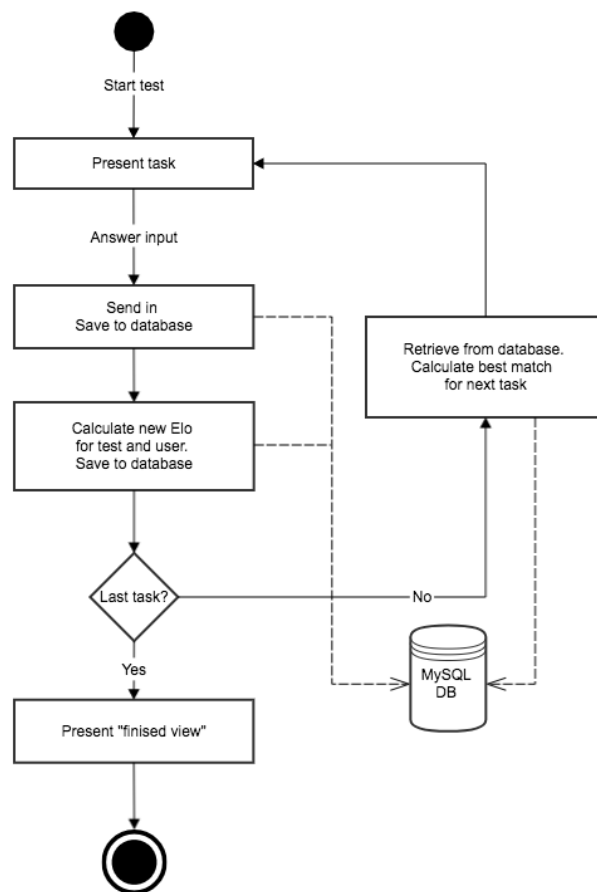 Start test
Present task
Answer input
Send in
Save to database
Retrieve from database.
Calculate best match
for next task
Calculate new Elo
for test and user.
Save to database
Last task?
No
Yes
MySQL
DB
Present "finised view"